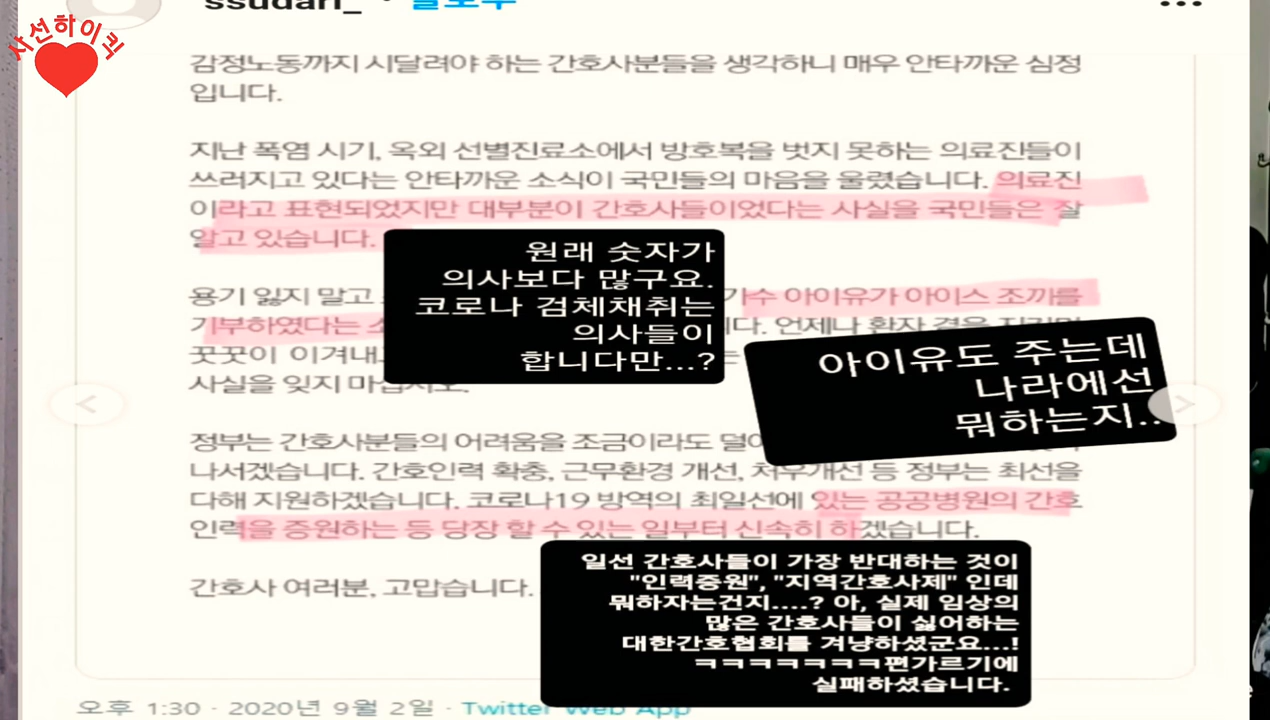 ssudari_ · 팔로우
사선하이킥
감정노동까지 시달려야 하는 간호사분들을 생각하니 매우 안타까운 심정
입니다.
지난 폭염 시기, 옥외 선별진료소에서 방호복을 벗지 못하는 의료진들이
쓰러지고 있다는 안타까운 소식이 국민들의 마음을 울렸습니다. 의료진
이라고 표현되었지만 대부분이 간호사들이었다는 사실을 국민들은 잘
알고 있습니다.
원래 숫자가
의사보다 많구요.
코로나 검체채취는
의사들이
합니다만...?
용기 잃지 말고
가수 아이유가 아이스 조끼를
기부하였다는
니다. 언제나 환자 곁을
꿋꿋이 이겨내
는
사실을 잊지 마십시오.
아이유도 주는데
나라에선
뭐하는지..
정부는 간호사분들의 어려움을 조금이라도
나서겠습니다. 간호인력 확충, 근무환경 개선, 처우개선 등 정부는 최선을
다해 지원하겠습니다. 코로나19 방역의 최일선에 있는 공공병원의 간호
인력을 증원하는 등 당장 할 수 있는 일부터 신속히 하겠습니다.
간호사 여러분, 고맙습니다.
일선 간호사들이 가장 반대하는 것이
"인력증원", "지역간호사제" 인데
뭐하자는건지....? 아, 실제 임상의
많은 간호사들이 싫어하는
대한간호협회를 겨냥하셨군요...!
ㅋㅋㅋㅋㅋㅋㅋㅋ편가르기에
실패하셨습니다.
오후 1:30 · 2020년 9월 2일 · Twitter Web App